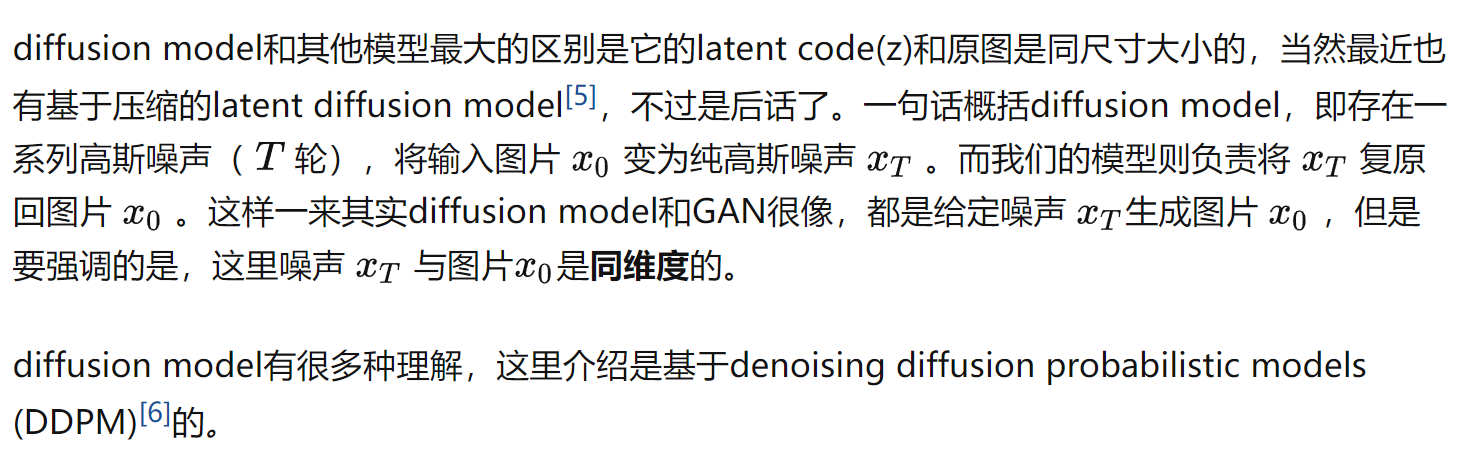 diffusion model和其他模型最大的区别是它的latent code(z)和原图是同尺寸大小的，当然最近也
有基于压缩的latent diffusion model[5]，不过是后话了。一句话概括diffusion model，即存在一
系列高斯噪声（ T 轮），将输入图片 x₀ 变为纯高斯噪声 x_T 。而我们的模型则负责将 x_T 复原
回图片 x₀ 。这样一来其实diffusion model和GAN很像，都是给定噪声 x_T 生成图片 x₀ ，但是
要强调的是，这里噪声 x_T 与图片x₀是同维度的。
diffusion model有很多种理解，这里介绍是基于denoising diffusion probabilistic models
(DDPM)[6]的。